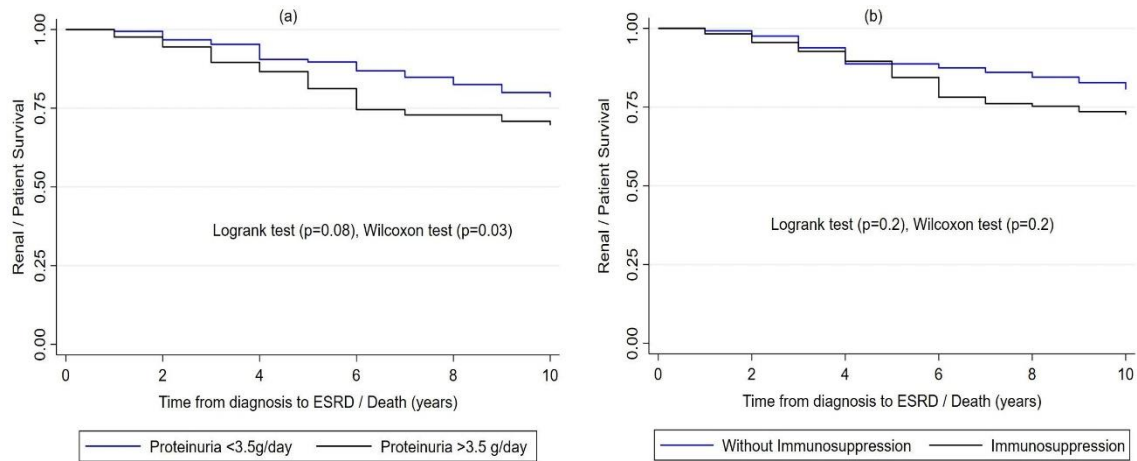 (a)
Renal / Patient Survival
1.00
0.75
0.50
0.25
0.00
Logrank test (p=0.08), Wilcoxon test (p=0.03)
0 2 4 6 8 10
Time from diagnosis to ESRD / Death (years)
Proteinuria <3.5g/day Proteinuria >3.5 g/day
(b)
Renal / Patient Survival
1.00
0.75
0.50
0.25
0.00
Logrank test (p=0.2), Wilcoxon test (p=0.2)
0 2 4 6 8 10
Time from diagnosis to ESRD / Death (years)
Without Immunosuppression Immunosuppression